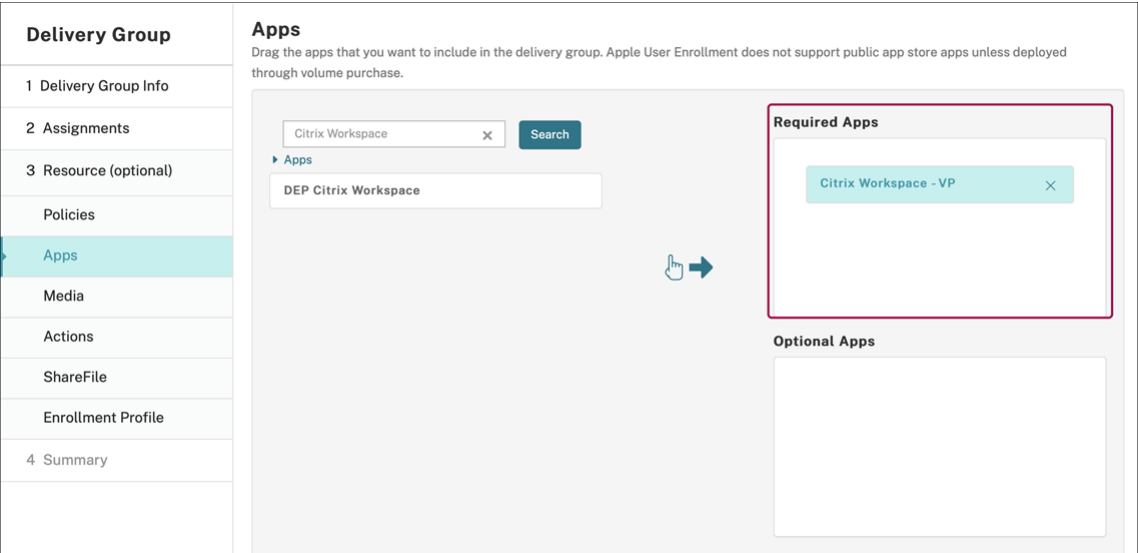 Delivery Group
1 Delivery Group Info
2 Assignments
3 Resource (optional)
Policies
Apps
Media
Actions
ShareFile
Enrollment Profile
4 Summary
Apps
Drag the apps that you want to include in the delivery group. Apple User Enrollment does not support public app store apps unless deployed
through volume purchase.
Citrix Workspace
Search
Apps
DEP Citrix Workspace
Required Apps
Citrix Workspace - VP
Optional Apps